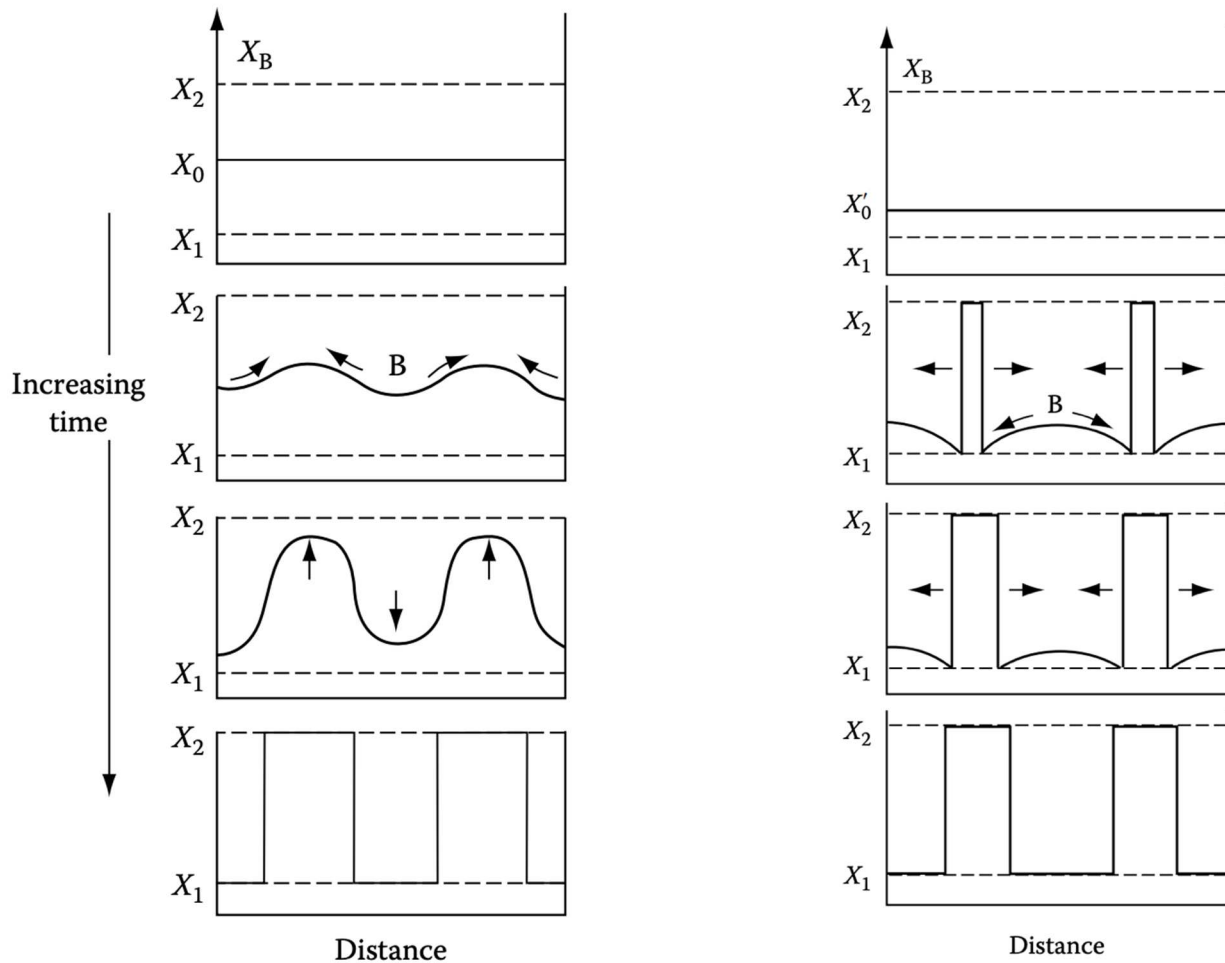 X_B
X_2
X_0
X_1
Increasing
time
X_2
B
X_1
X_2
X_1
X_2
X_1
Distance
X_B
X_2
X'_0
X_1
X_2
B
X_1
X_2
X_1
X_2
X_1
Distance